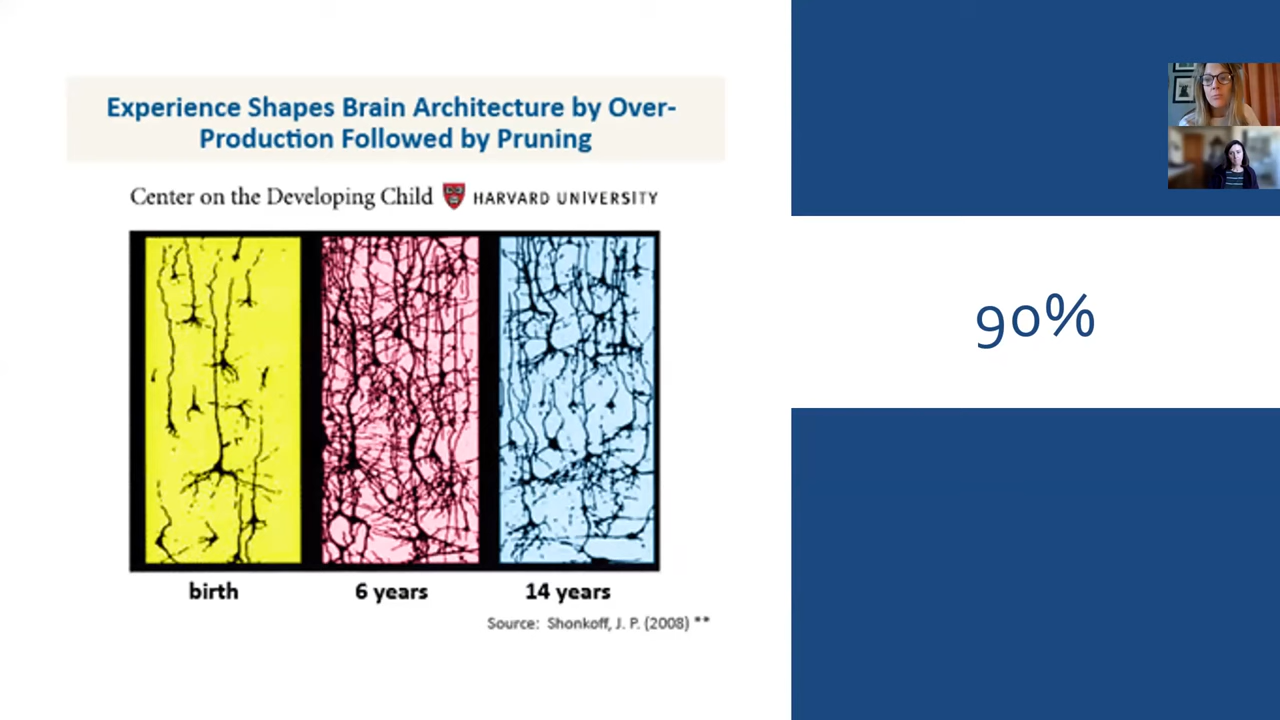 Experience Shapes Brain Architecture by Over-
Production Followed by Pruning
Center on the Developing Child HARVARD UNIVERSITY
birth 6 years 14 years
Source: Shonkoff, J. P. (2008) **
90%